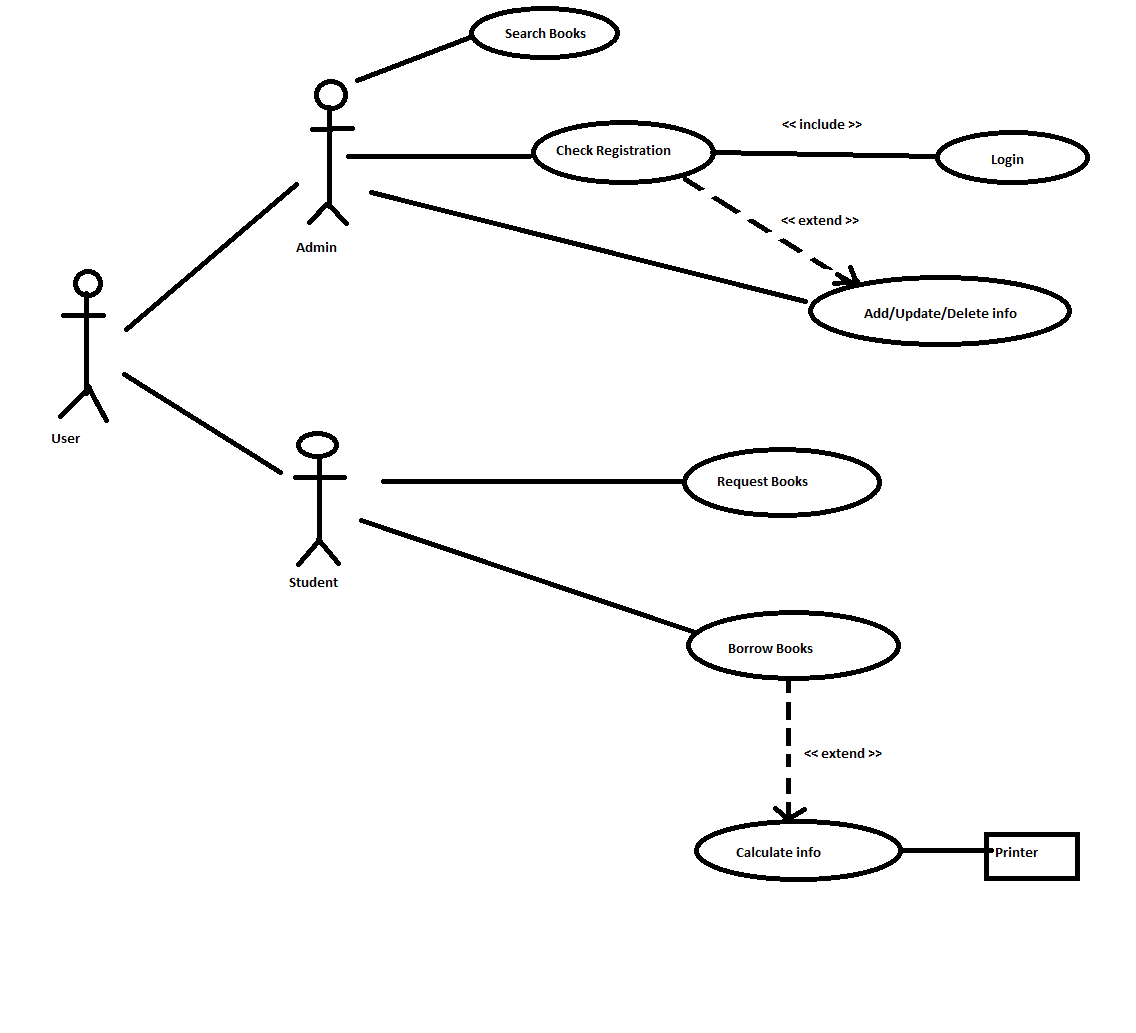 Search Books
<< include >>
Check Registration
Login
<< extend >>
Admin
Add/Update/Delete info
User
Request Books
Student
Borrow Books
<< extend >>
Calculate info
Printer